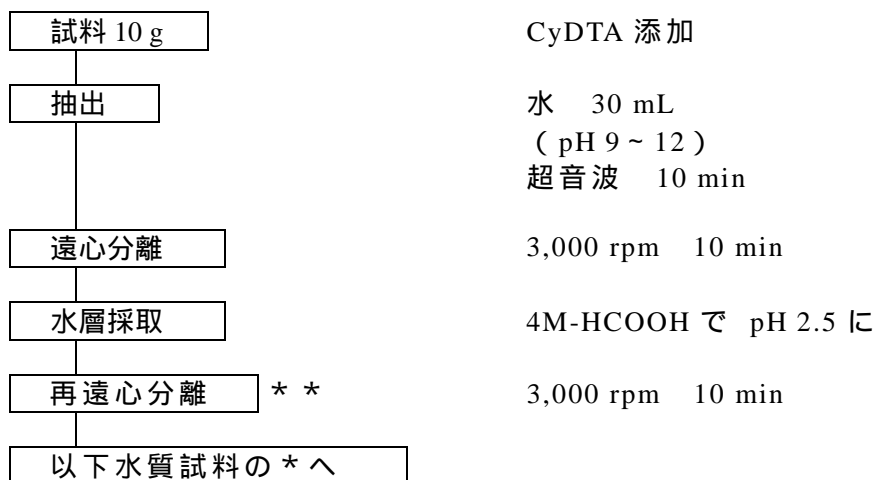 試料 10 g CyDTA 添加
抽出 水 30 mL
( pH 9 ~ 12 )
超音波 10 min
遠心分離 3,000 rpm 10 min
水層採取 4M-HCOOH で pH 2.5 に
再遠心分離 ** 3,000 rpm 10 min
以下水質試料の * へ